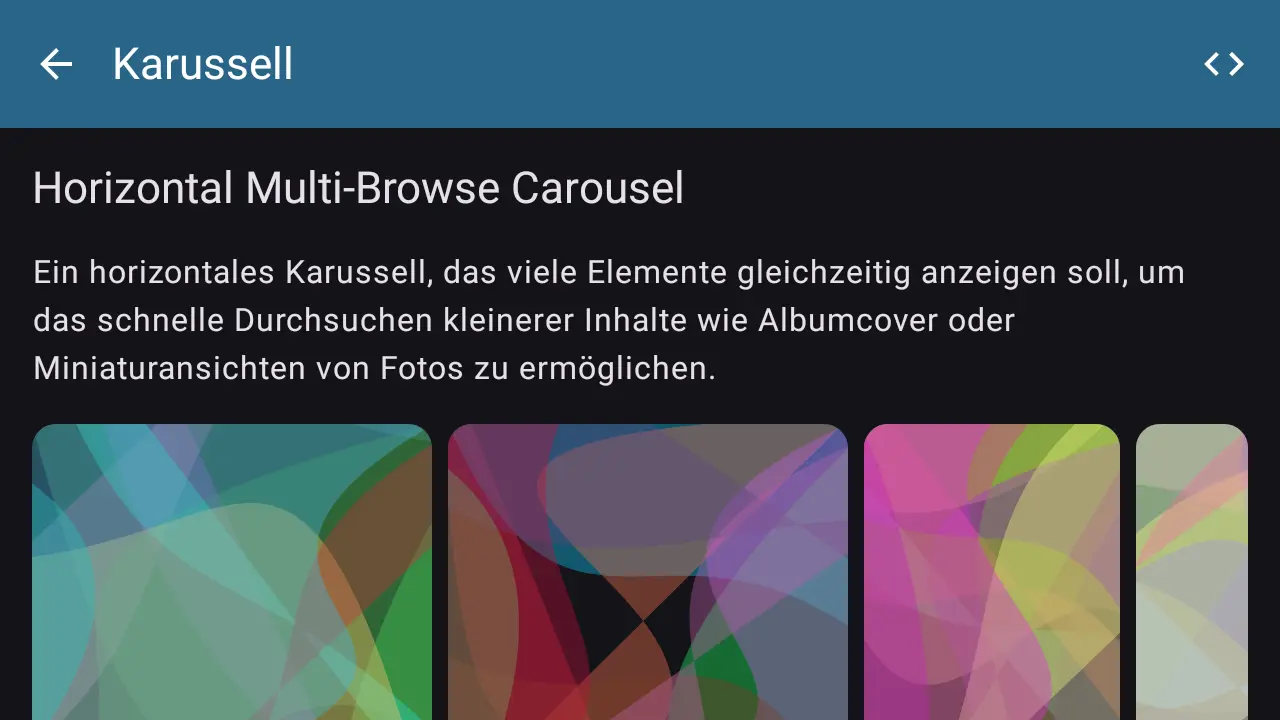 Karussell
Horizontal Multi-Browse Carousel
Ein horizontales Karussell, das viele Elemente gleichzeitig anzeigen soll, um
das schnelle Durchsuchen kleinerer Inhalte wie Albumcover oder
Miniaturansichten von Fotos zu ermöglichen.